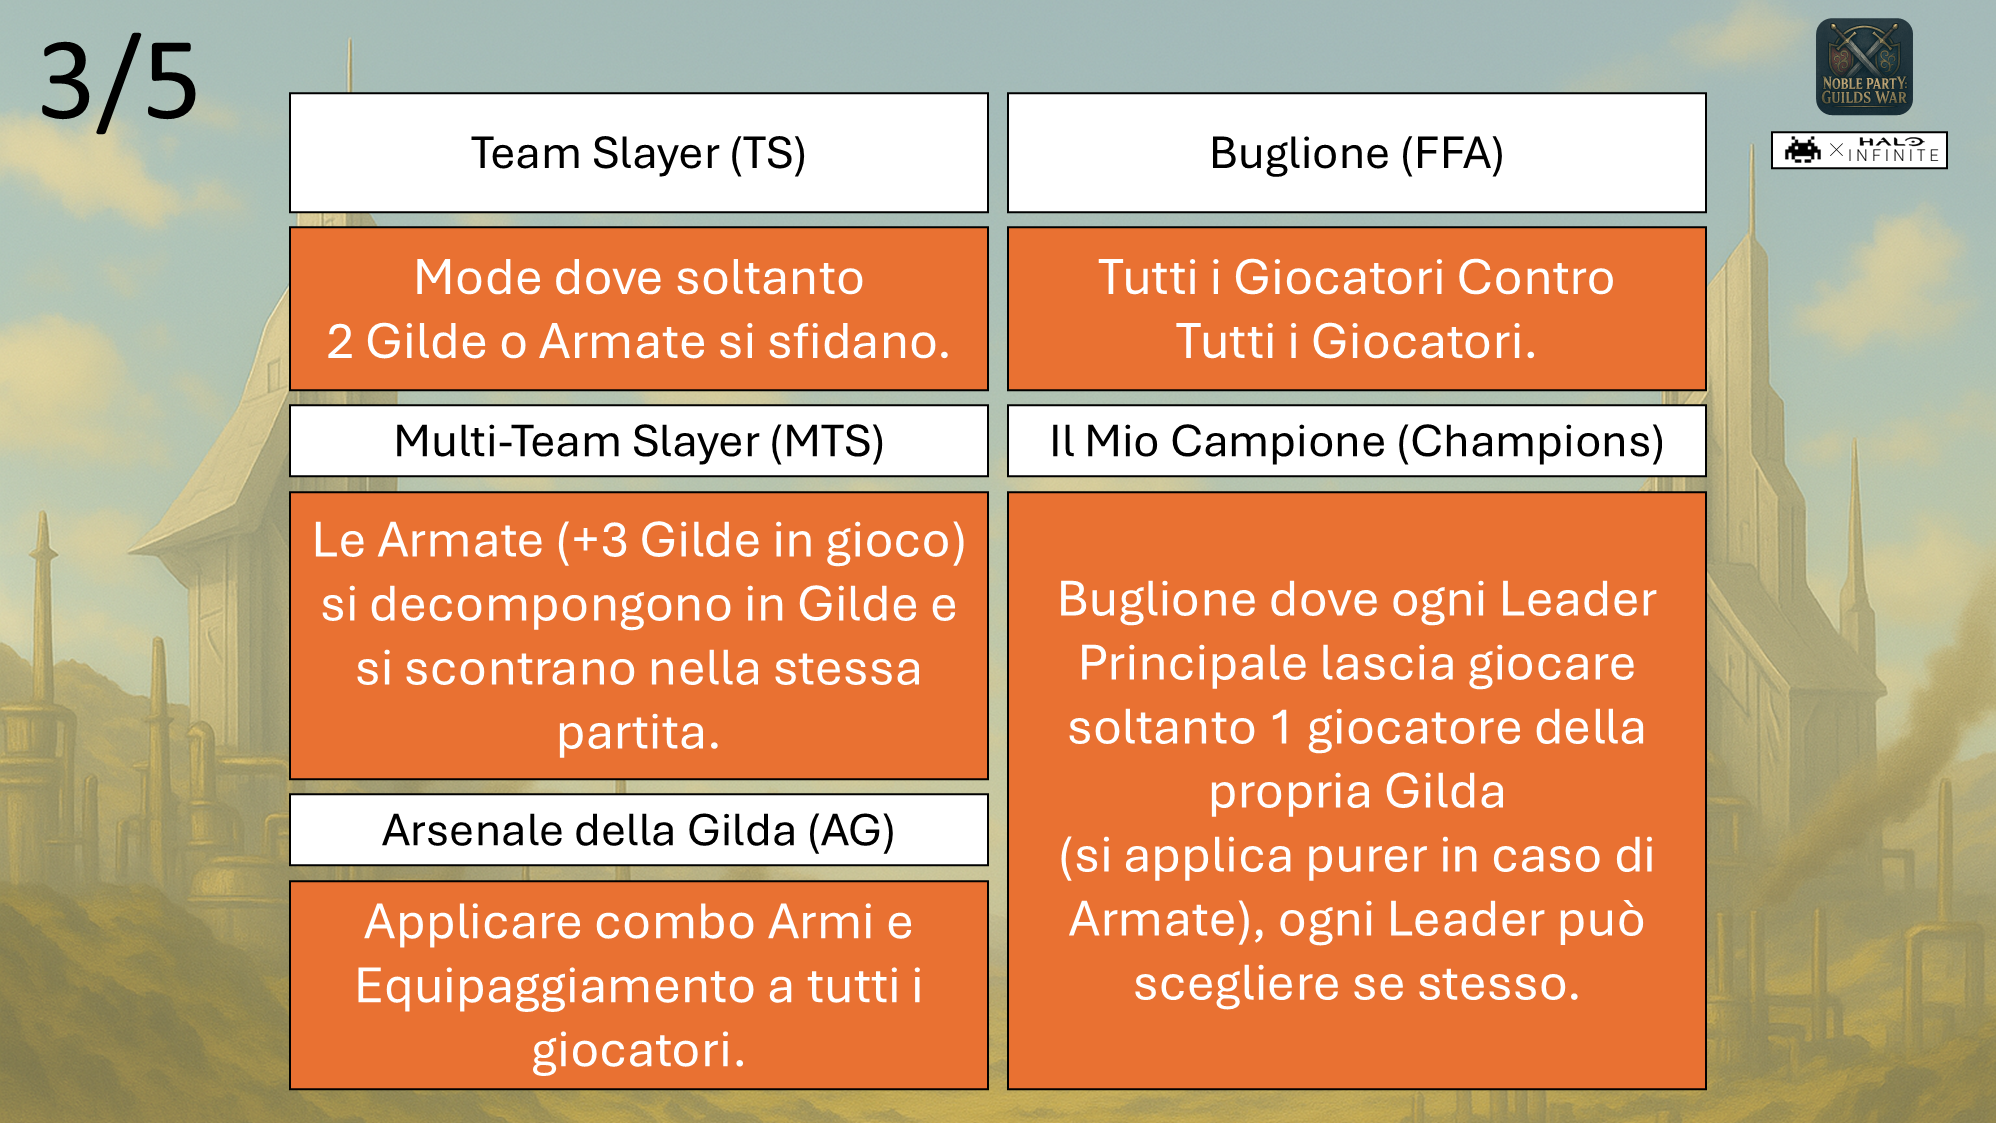 3/5
NOBLE PARTY:
GUILDS WAR
× HALO
INFINITE
Team Slayer (TS)
Mode dove soltanto
2 Gilde o Armate si sfidano.
Multi-Team Slayer (MTS)
Le Armate (+3 Gilde in gioco)
si decompongono in Gilde e
si scontrano nella stessa
partita.
Arsenale della Gilda (AG)
Applicare combo Armi e
Equipaggiamento a tutti i
giocatori.
Buglione (FFA)
Tutti i Giocatori Contro
Tutti i Giocatori.
Il Mio Campione (Champions)
Buglione dove ogni Leader
Principale lascia giocare
soltanto 1 giocatore della
propria Gilda
(si applica purer in caso di
Armate), ogni Leader può
scegliere se stesso.